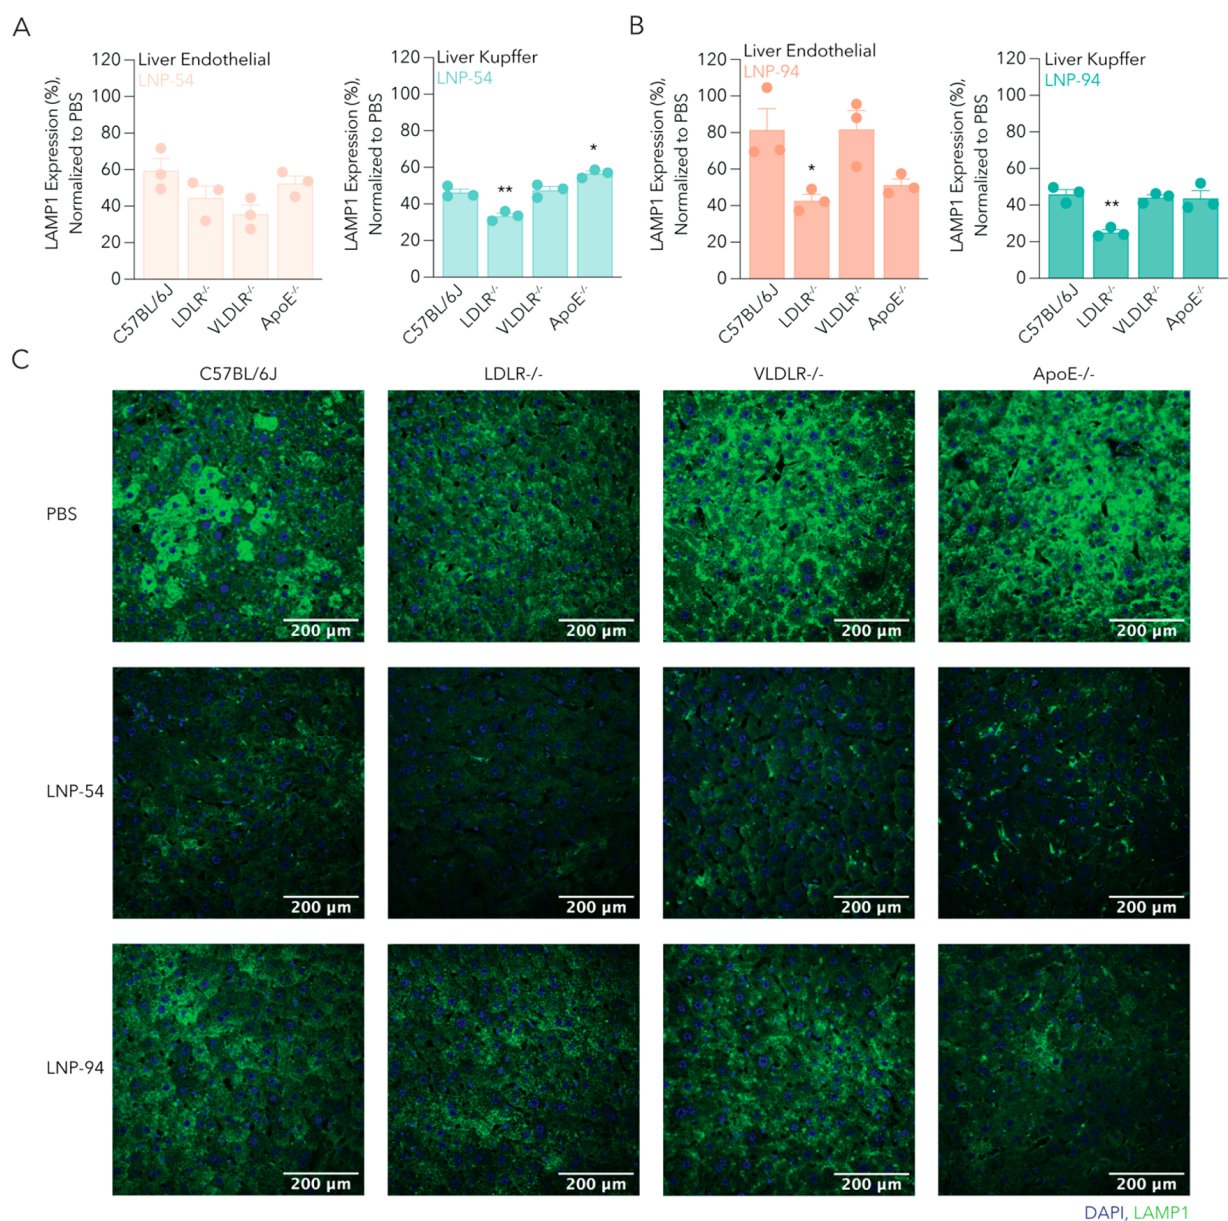 A
B
LAMP1 Expression (%),
Normalized to PBS
120
100
80
60
40
20
0
Liver Endothelial
LNP-54
C57BL/6J
LDLR-/-
VLDLR-/-
ApoE-/-
LAMP1 Expression (%),
Normalized to PBS
120
100
80
60
40
20
0
Liver Kupffer
LNP-54
**
*
C57BL/6J
LDLR-/-
VLDLR-/-
ApoE-/-
LAMP1 Expression (%),
Normalized to PBS
120
100
80
60
40
20
0
Liver Endothelial
LNP-94
*
C57BL/6J
LDLR-/-
VLDLR-/-
ApoE-/-
LAMP1 Expression (%),
Normalized to PBS
120
100
80
60
40
20
0
Liver Kupffer
LNP-94
**
C57BL/6J
LDLR-/-
VLDLR-/-
ApoE-/-
C
C57BL/6J
LDLR-/-
VLDLR-/-
ApoE-/-
PBS
200 µm
200 µm
200 µm
200 µm
LNP-54
200 µm
200 µm
200 µm
200 µm
LNP-94
200 µm
200 µm
200 µm
200 µm
DAPI, LAMP1